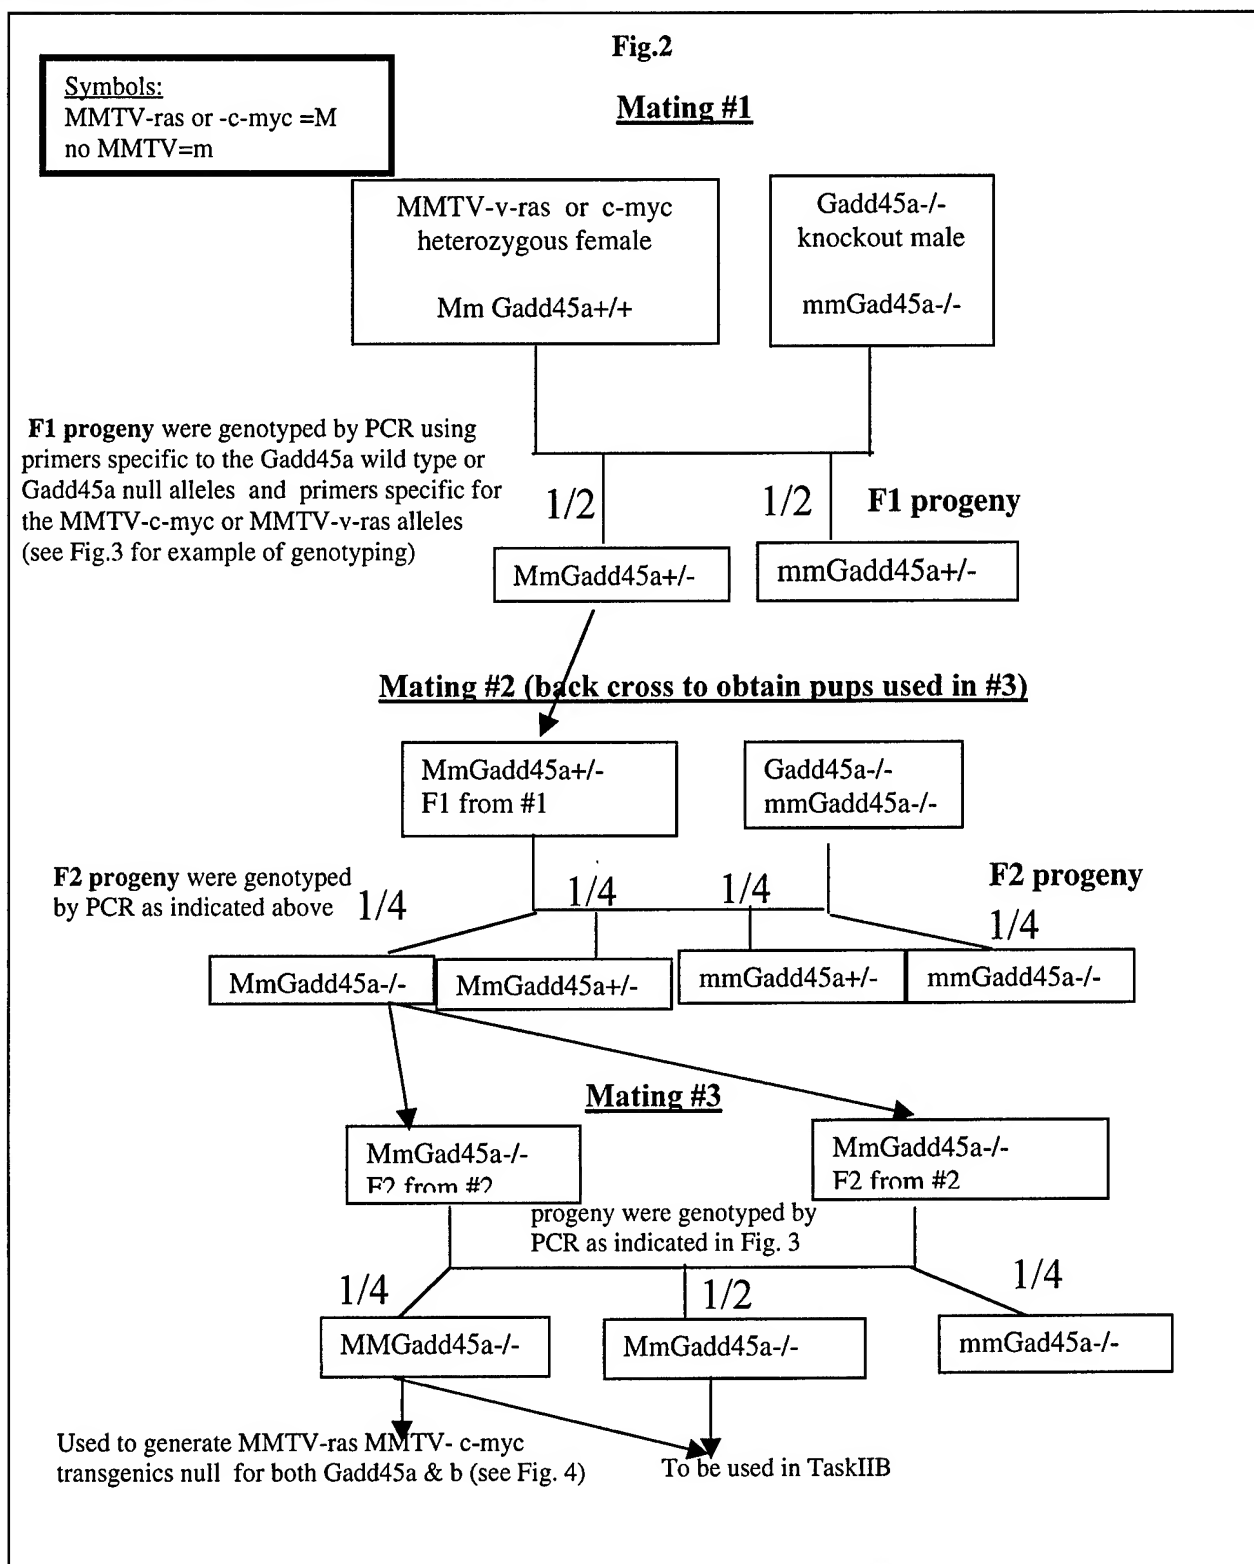 Fig.2
Symbols:
MMTV-ras or -c-myc =M
no MMTV=m
Mating #1
MMTV-v-ras or c-myc
heterozygous female
Mm Gadd45a+/+
Gadd45a-/-
knockout male
mmGad45a-/-
F1 progeny were genotyped by PCR using
primers specific to the Gadd45a wild type or
Gadd45a null alleles and primers specific for
the MMTV-c-myc or MMTV-v-ras alleles
(see Fig.3 for example of genotyping)
1/2
1/2
F1 progeny
MmGadd45a+/-
mmGadd45a+/-
Mating #2 (back cross to obtain pups used in #3)
MmGadd45a+/-
F1 from #1
Gadd45a-/-
mmGadd45a-/-
F2 progeny were genotyped
by PCR as indicated above
1/4
1/4
1/4
F2 progeny
1/4
MmGadd45a-/-
MmGadd45a+/-
mmGadd45a+/-
mmGadd45a-/-
Mating #3
MmGad45a-/-
F2 from #2
MmGadd45a-/-
F2 from #2
progeny were genotyped by
PCR as indicated in Fig. 3
1/4
1/2
1/4
MMGadd45a-/-
MmGadd45a-/-
mmGad45a-/-
Used to generate MMTV-ras MMTV- c-myc
transgenics null for both Gadd45a & b (see Fig. 4)
To be used in TaskIIB